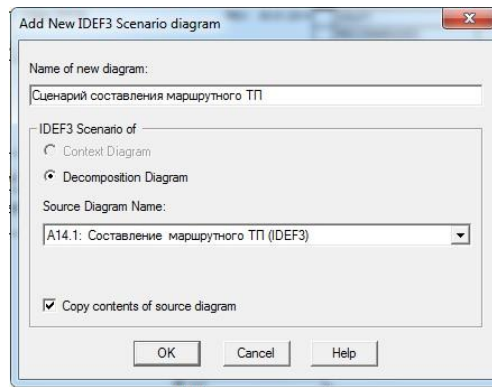 Add New IDEF3 Scenario diagram
Name of new diagram:
Сценарий составления маршрутного ТП
IDEF3 Scenario of
Context Diagram
Decomposition Diagram
Source Diagram Name:
A14.1: Составление маршрутного ТП (IDEF3)
Copy contents of source diagram
OK Cancel Help